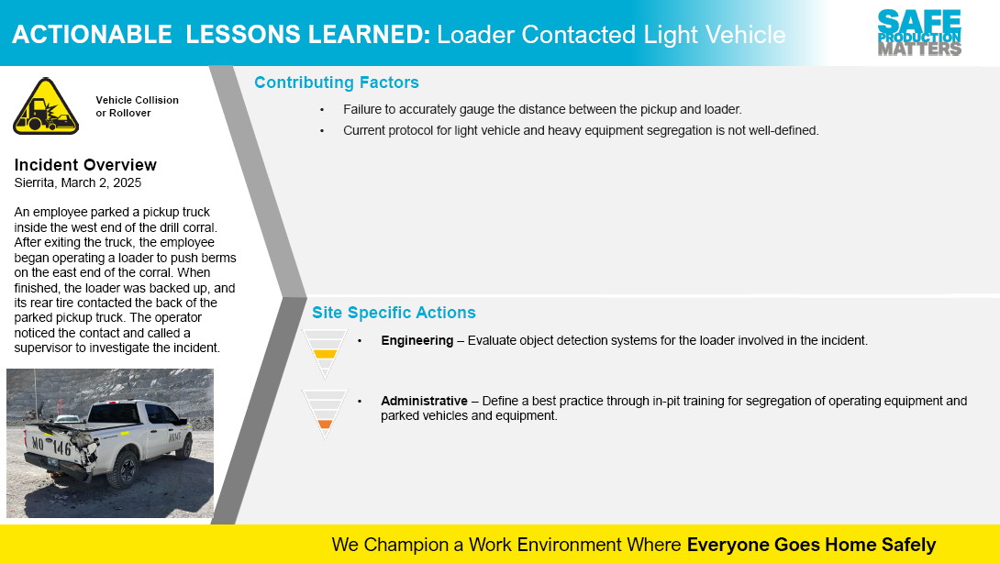 ACTIONABLE LESSONS LEARNED: Loader Contacted Light Vehicle
SAFE
PRODUCTION
MATTERS
Vehicle Collision
or Rollover
Incident Overview
Sierrita, March 2, 2025
An employee parked a pickup truck
inside the west end of the drill corral.
After exiting the truck, the employee
began operating a loader to push berms
on the east end of the corral. When
finished, the loader was backed up, and
its rear tire contacted the back of the
parked pickup truck. The operator
noticed the contact and called a
supervisor to investigate the incident.
MO 146
Contributing Factors
• Failure to accurately gauge the distance between the pickup and loader.
• Current protocol for light vehicle and heavy equipment segregation is not well-defined.
Site Specific Actions
• Engineering – Evaluate object detection systems for the loader involved in the incident.
• Administrative – Define a best practice through in-pit training for segregation of operating equipment and
parked vehicles and equipment.
We Champion a Work Environment Where Everyone Goes Home Safely